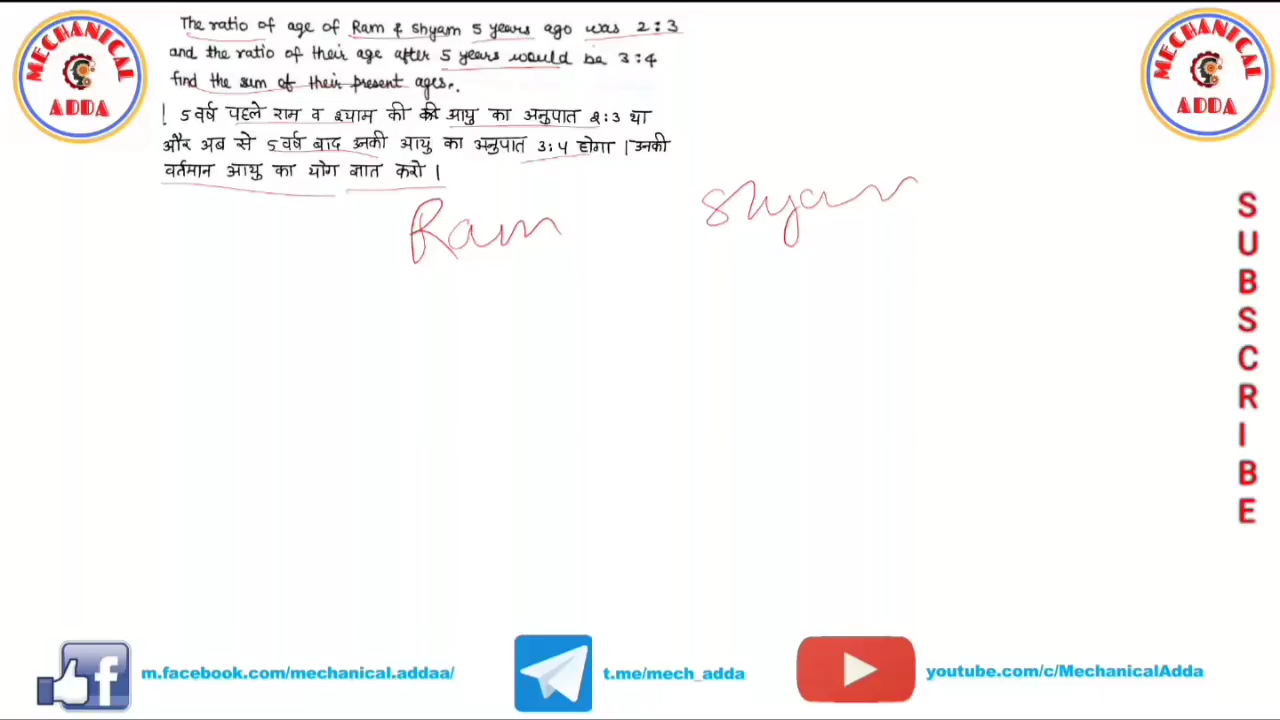 The ratio of age of Ram & Shyam 5 years ago was 2:3
and the ratio of their age after 5 years would be 3:4
find the sum of their present ages.
5 वर्ष पहले राम व श्याम की की आयु का अनुपात 2:3 था
और अब से 5 वर्ष बाद उनकी आयु का अनुपात 3:4 होगा । उनकी
वर्तमान आयु का योग ज्ञात करो ।
Ram Shyam
MECHANICAL
ADDA
MECHANICAL
ADDA
SUBSCRIBE
m.facebook.com/mechanical.addaa/
t.me/mech_adda
youtube.com/c/MechanicalAdda